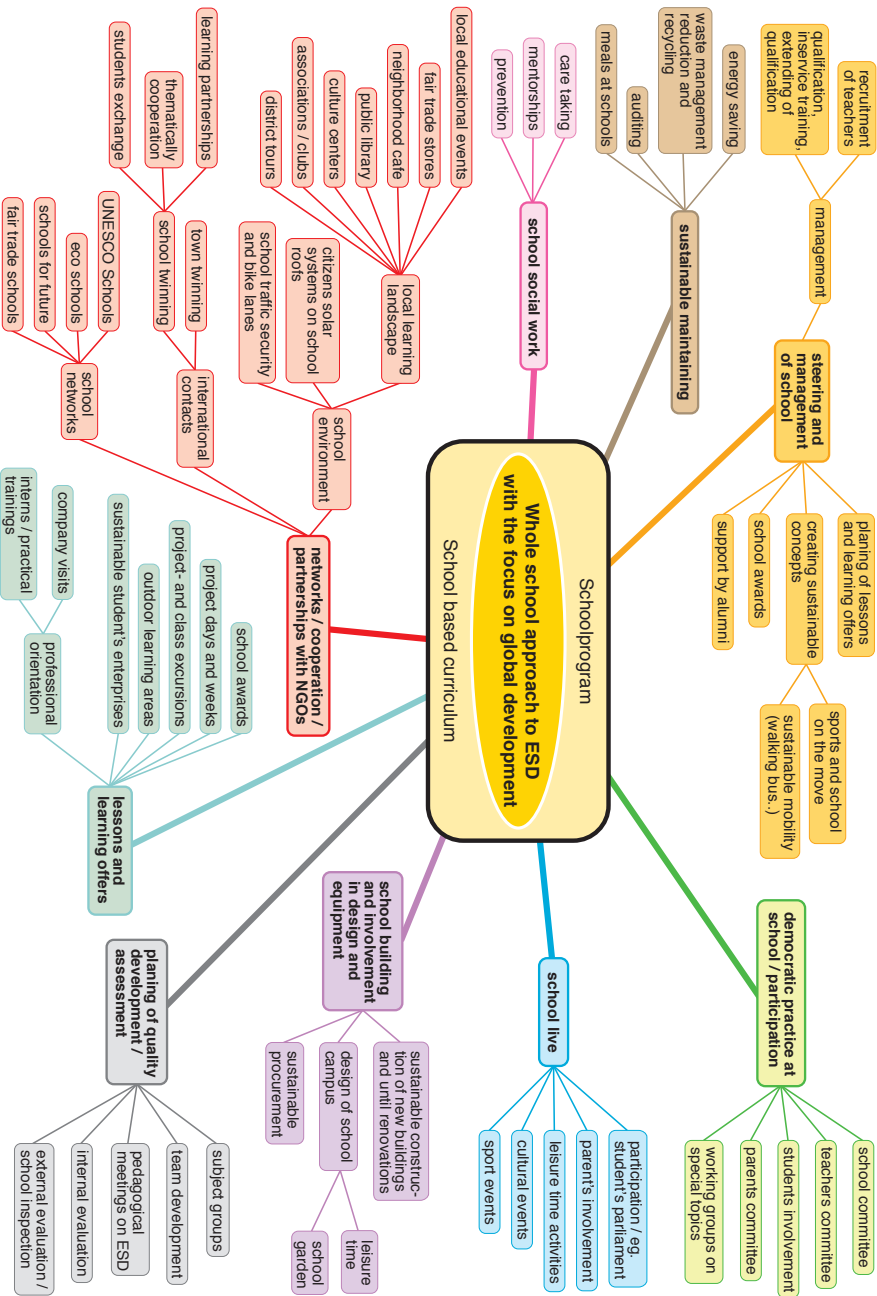 Schoolprogram
Whole school approach to ESD
with the focus on global development
School based curriculum
steering and
management
of school
management
recruitment
of teachers
qualification,
inservice training,
extending of
qualification
planing of lessons
and learning offers
creating sustainable
concepts
sports and school
on the move
sustainable mobility
(walking bus..)
school awards
support by alumni
democratic practice at
school / participation
school committee
teachers committee
students involvement
parents committee
working groups on
special topics
sustainable maintaining
energy saving
waste management
reduction and
recycling
auditing
meals at schools
school social work
care taking
mentorships
prevention
school live
participation / eg.
student's parliament
parent's involvement
leisure time activities
cultural events
sport events
school building
and involvement
in design and
equipment
sustainable construc-
tion of new buildings
and until renovations
design of school
campus
leisure
time
school
garden
sustainable
procurement
networks / cooperation /
partnerships with NGOs
school
environment
local learning
landscape
local educational events
fair trade stores
neighborhood cafe
public library
culture centers
associations / clubs
district tours
citizens solar
systems on school
roofs
school traffic security
and bike lanes
international
contacts
town twinning
school twinning
learning partnerships
thematically
cooperation
students exchange
school
networks
UNESCO Schools
eco schools
schools for future
fair trade schools
lessons and
learning offers
school awards
project days and weeks
project- and class excursions
outdoor learning areas
sustainable student's enterprises
professional
orientation
company visits
interns / practical
trainings
planing of quality
development /
assessment
subject groups
team development
pedagogical
meetings on ESD
internal evaluation
external evaluation /
school inspection